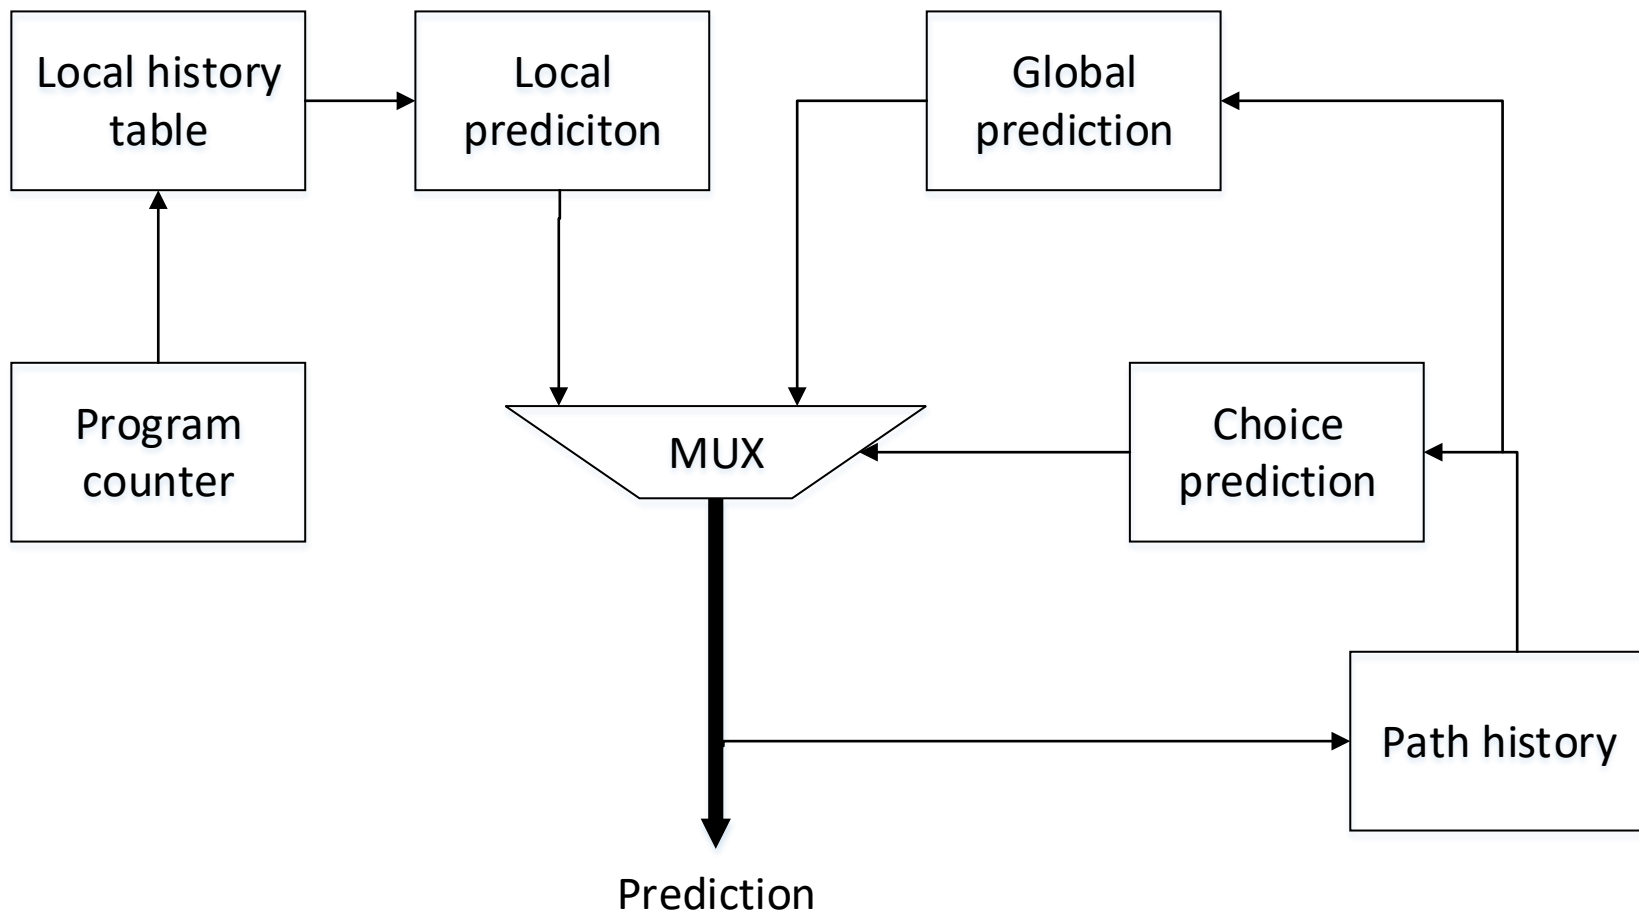 Local history
table
Local
prediciton
Global
prediction
Program
counter
MUX
Choice
prediction
Path history
Prediction